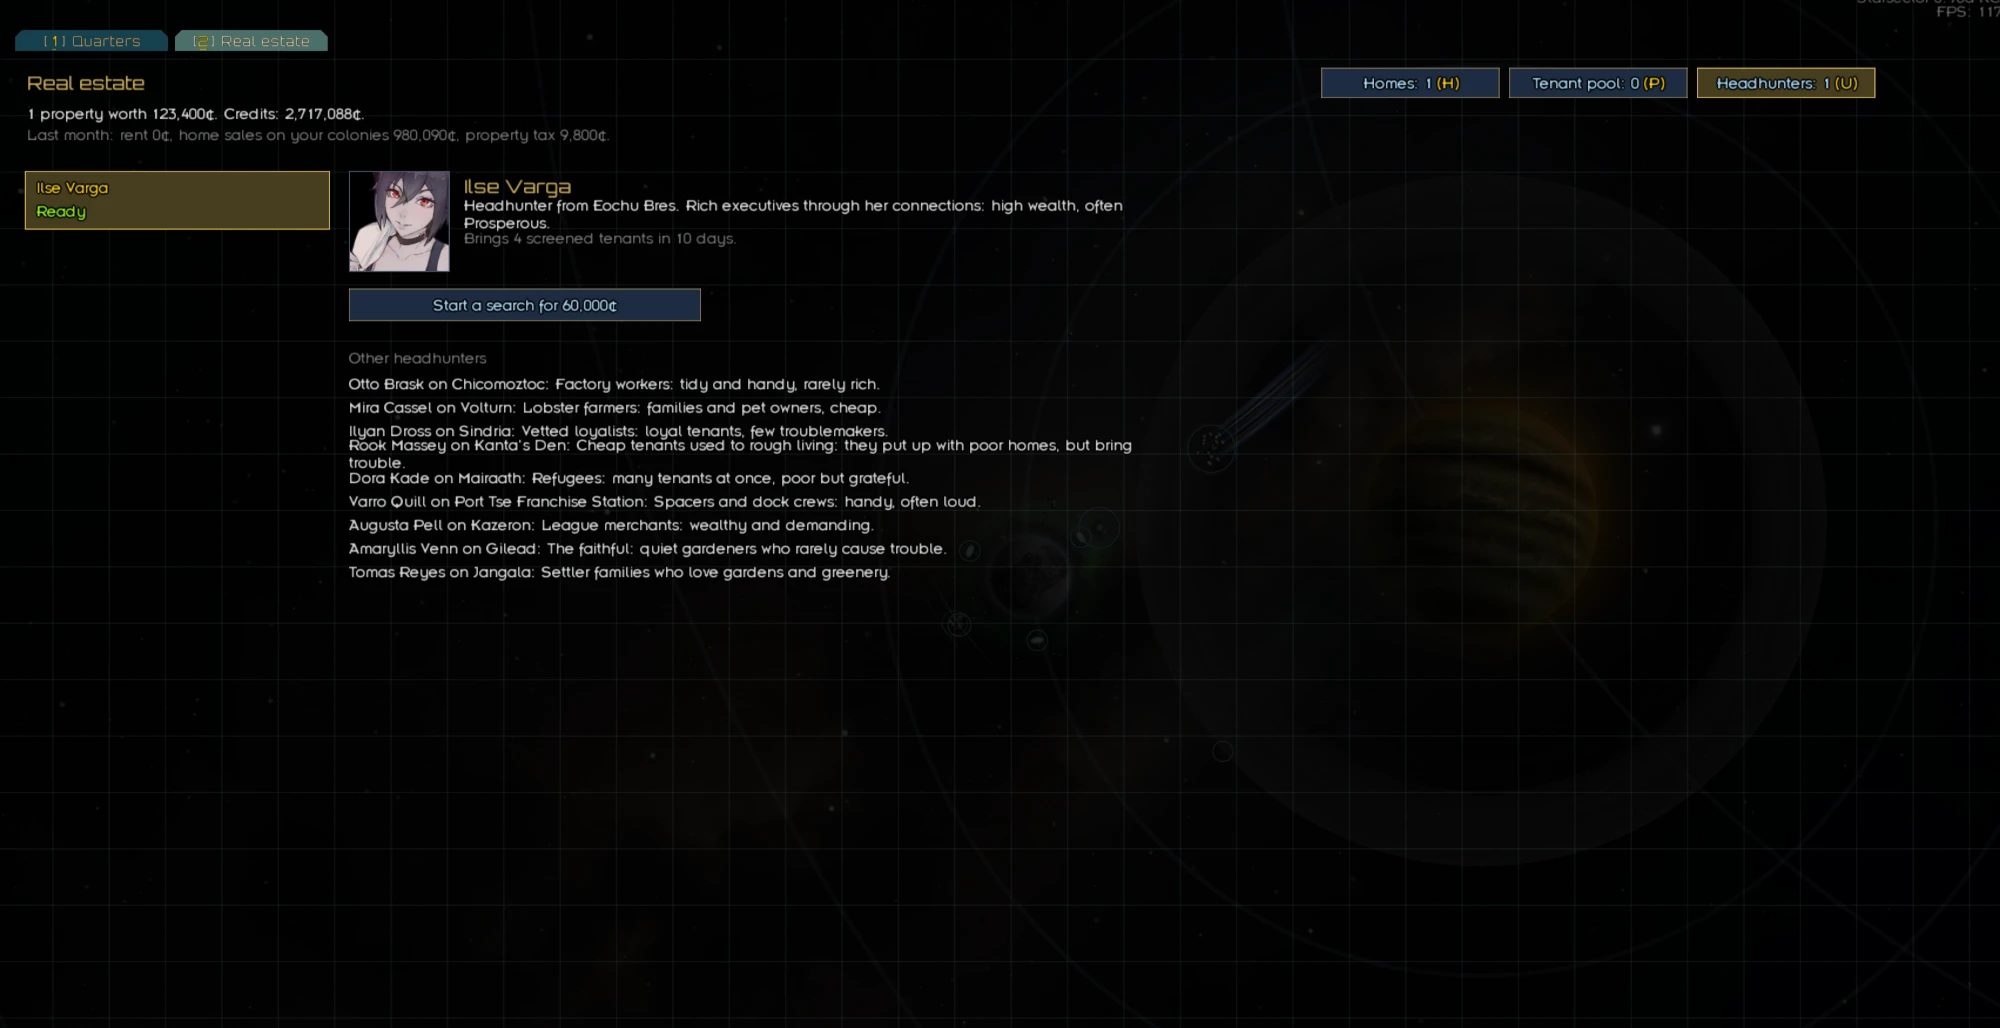 FPS: 117
[1] Quarters
[2] Real estate
Real estate
Homes: 1 (H)
Tenant pool: 0 (P)
Headhunters: 1 (U)
1 property worth 123,400¢. Credits: 2,717,088¢.
Last month: rent 0¢, home sales on your colonies 980,090¢, property tax 9,800¢.
Ilse Varga
Ready
Ilse Varga
Headhunter from Eochu Bres. Rich executives through her connections: high wealth, often
Prosperous.
Brings 4 screened tenants in 10 days.
Start a search for 60,000¢
Other headhunters
Otto Brask on Chicomoztoc: Factory workers: tidy and handy, rarely rich.
Mira Cassel on Volturn: Lobster farmers: families and pet owners, cheap.
Ilyan Dross on Sindria: Vetted loyalists: loyal tenants, few troublemakers.
Rook Massey on Kanta's Den: Cheap tenants used to rough living: they put up with poor homes, but bring
trouble.
Dora Kade on Mairaath: Refugees: many tenants at once, poor but grateful.
Varro Quill on Port Tse Franchise Station: Spacers and dock crews: handy, often loud.
Augusta Pell on Kazeron: League merchants: wealthy and demanding.
Amaryllis Venn on Gilead: The faithful: quiet gardeners who rarely cause trouble.
Tomas Reyes on Jangala: Settler families who love gardens and greenery.